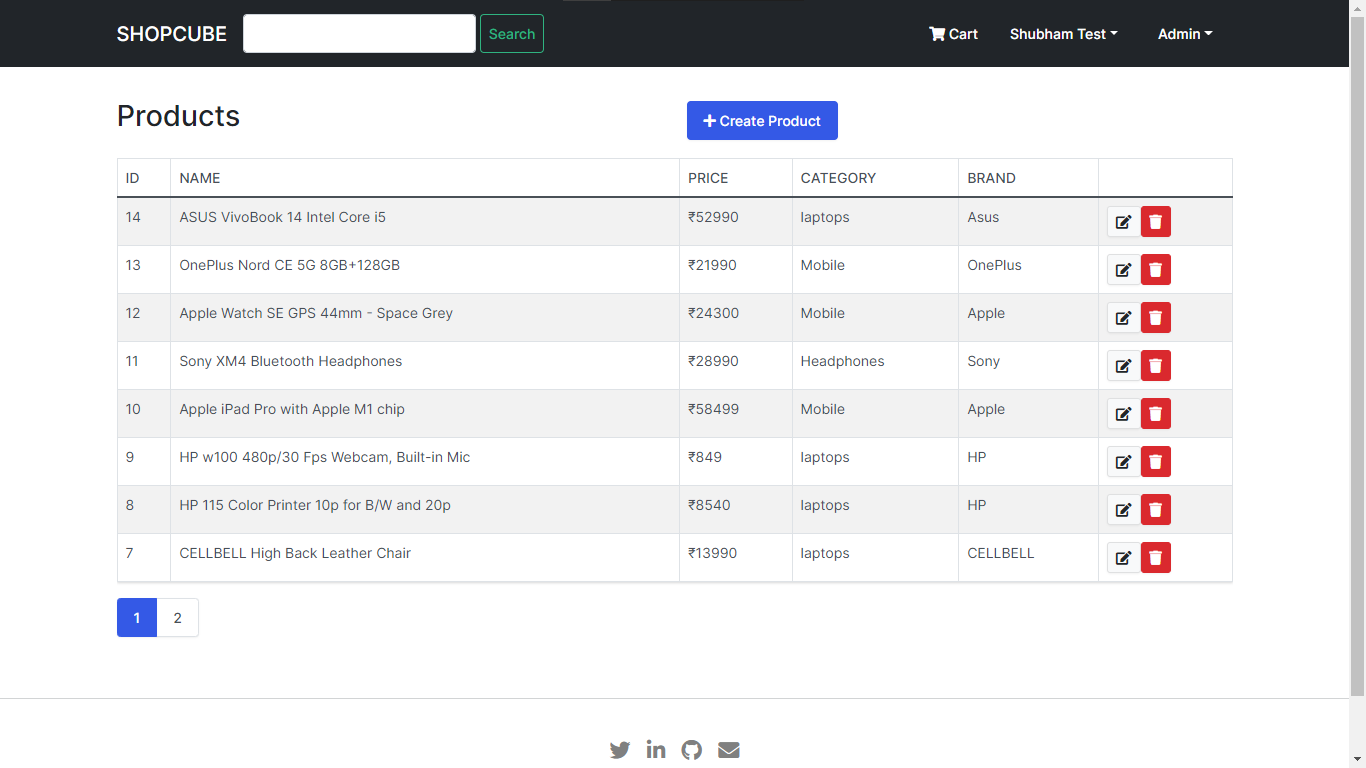 SHOPCUBE Search Cart Shubham Test Admin
Products Create Product
ID NAME PRICE CATEGORY BRAND
14 ASUS VivoBook 14 Intel Core i5 ₹52990 laptops Asus
13 OnePlus Nord CE 5G 8GB+128GB ₹21990 Mobile OnePlus
12 Apple Watch SE GPS 44mm - Space Grey ₹24300 Mobile Apple
11 Sony XM4 Bluetooth Headphones ₹28990 Headphones Sony
10 Apple iPad Pro with Apple M1 chip ₹58499 Mobile Apple
9 HP w100 480p/30 Fps Webcam, Built-in Mic ₹849 laptops HP
8 HP 115 Color Printer 10p for B/W and 20p ₹8540 laptops HP
7 CELLBELL High Back Leather Chair ₹13990 laptops CELLBELL
1 2